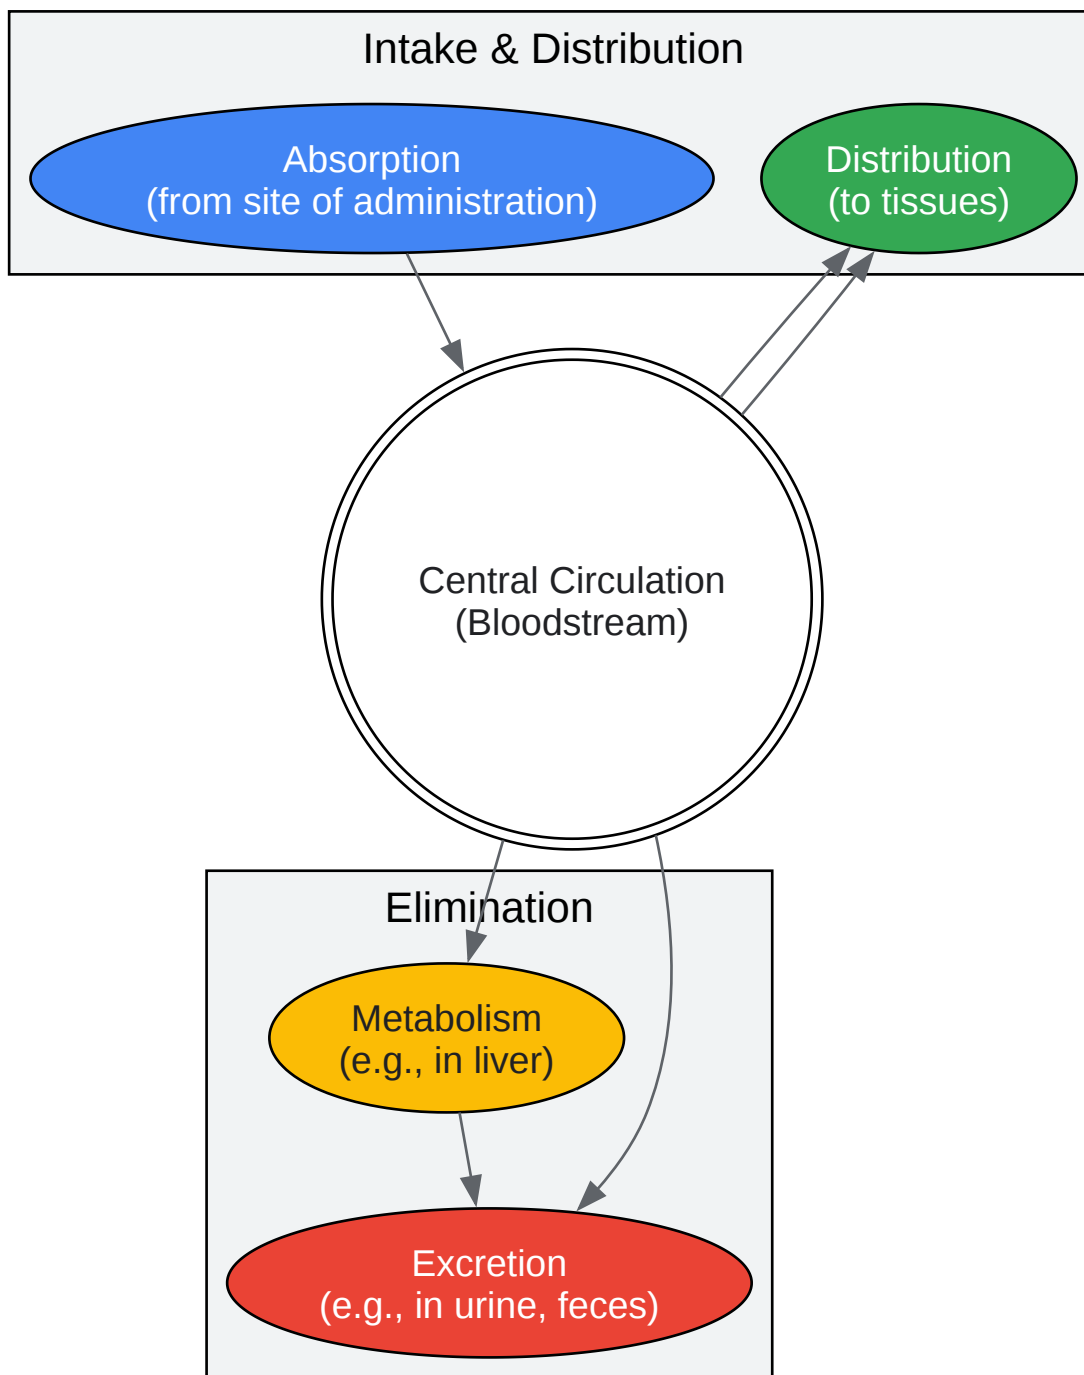 Intake & Distribution
Absorption
(from site of administration)
Distribution
(to tissues)
Central Circulation
(Bloodstream)
Elimination
Metabolism
(e.g., in liver)
Excretion
(e.g., in urine, feces)